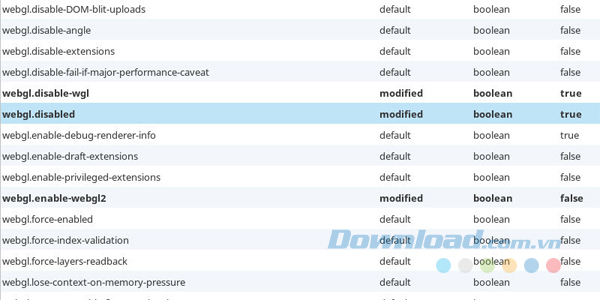 webgl.disable-DOM-blit-uploads default boolean false
webgl.disable-angle default boolean false
webgl.disable-extensions default boolean false
webgl.disable-fail-if-major-performance-caveat default boolean false
webgl.disable-wgl modified boolean true
webgl.disabled modified boolean true
webgl.enable-debug-renderer-info default boolean true
webgl.enable-draft-extensions default boolean false
webgl.enable-privileged-extensions default boolean false
webgl.enable-webgl2 modified boolean false
webgl.force-enabled default boolean false
webgl.force-index-validation default boolean false
Download.com.vn
webgl.force-layers-readback default boolean false
webgl.lose-context-on-memory-pressure default boolean false